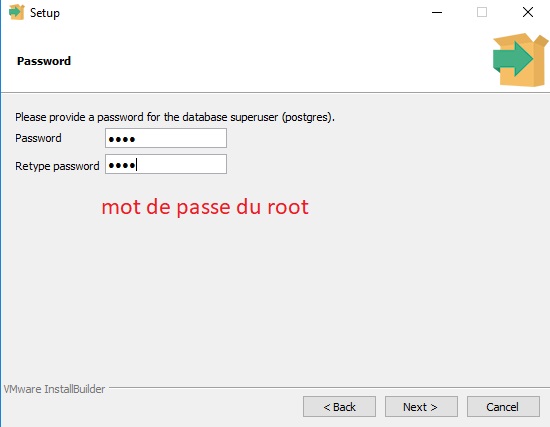 Setup
Password
Please provide a password for the database superuser (postgres).
Password ••••
Retype password ••••
mot de passe du root
VMware InstallBuilder
< Back Next > Cancel